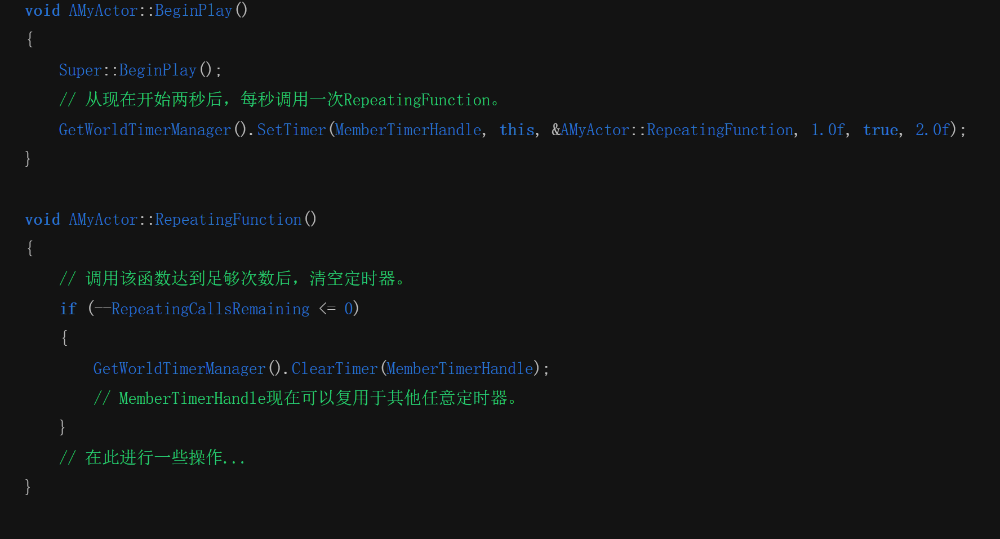 void AMyActor::BeginPlay()
{
    Super::BeginPlay();
    // 从现在开始两秒后，每秒调用一次RepeatingFunction。
    GetWorldTimerManager().SetTimer(MemberTimerHandle, this, &AMyActor::RepeatingFunction, 1.0f, true, 2.0f);
}

void AMyActor::RepeatingFunction()
{
    // 调用该函数达到足够次数后，清空定时器。
    if (--RepeatingCallsRemaining <= 0)
    {
        GetWorldTimerManager().ClearTimer(MemberTimerHandle);
        // MemberTimerHandle现在可以复用于其他任意定时器。
    }
    // 在此进行一些操作...
}